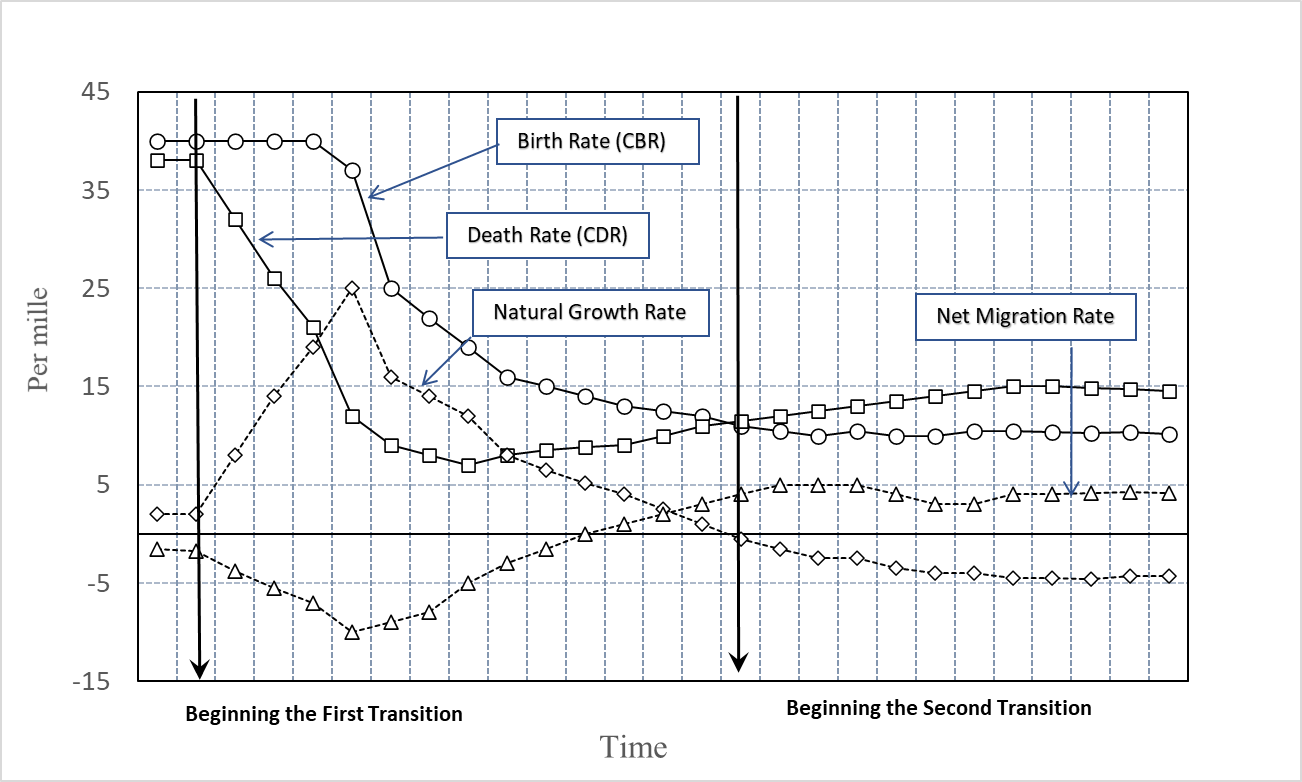 45
35
25
15
5
-5
-15
Per mille
Birth Rate (CBR)
Death Rate (CDR)
Natural Growth Rate
Net Migration Rate
Beginning the First Transition
Beginning the Second Transition
Time